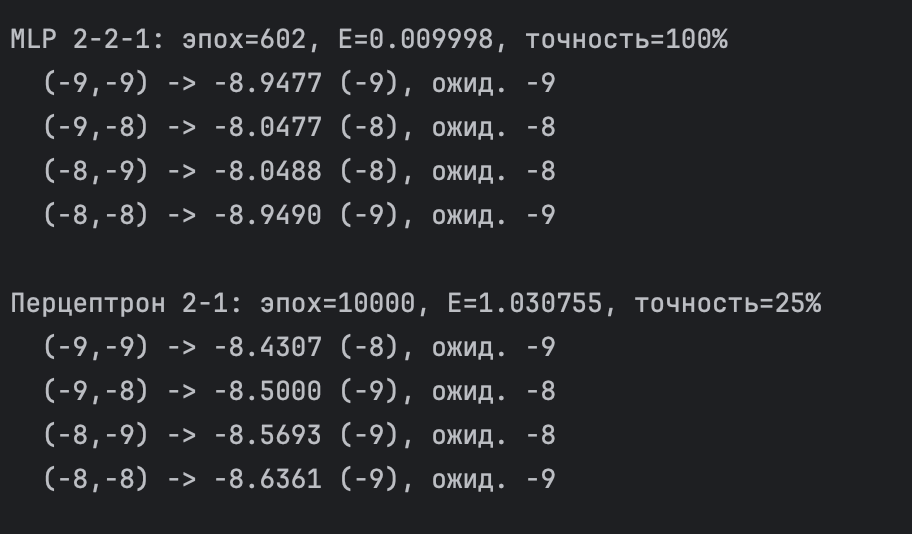 MLP 2-2-1: эпох=602, E=0.009998, точность=100%
(-9,-9) -> -8.9477 (-9), ожид. -9
(-9,-8) -> -8.0477 (-8), ожид. -8
(-8,-9) -> -8.0488 (-8), ожид. -8
(-8,-8) -> -8.9490 (-9), ожид. -9
Перцептрон 2-1: эпох=10000, E=1.030755, точность=25%
(-9,-9) -> -8.4307 (-8), ожид. -9
(-9,-8) -> -8.5000 (-9), ожид. -8
(-8,-9) -> -8.5693 (-9), ожид. -8
(-8,-8) -> -8.6361 (-9), ожид. -9